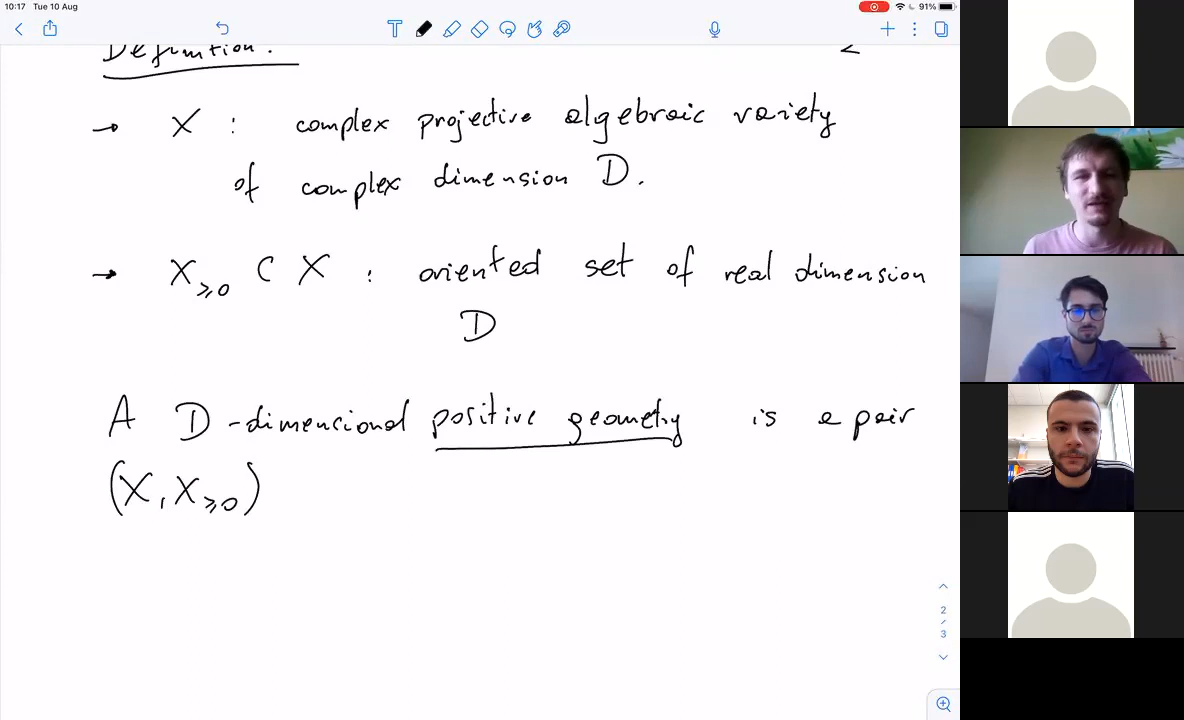 10:17 Tue 10 Aug 91%
Definition:
→ X : complex projective algebraic variety
of complex dimension D.
→ X≥0 ⊂ X : oriented set of real dimension
D
A D-dimensional positive geometry is a pair
(X, X≥0)
2
/
3